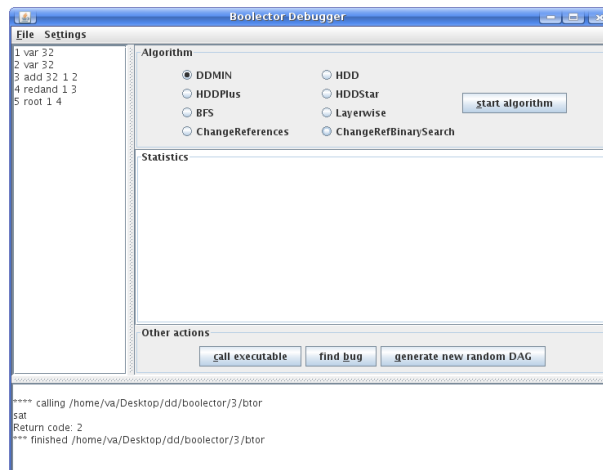 Boolector Debugger
File Settings
1 var 32
2 var 32
3 add 32 1 2
4 redand 1 3
5 root 1 4
Algorithm
DDMIN
HDD
HDDPlus
HDDStar
BFS
Layerwise
ChangeReferences
ChangeRefBinarySearch
start algorithm
Statistics
Other actions
call executable
find bug
generate new random DAG
**** calling /home/va/Desktop/dd/boolector/3/btor
sat
Return code: 2
*** finished /home/va/Desktop/dd/boolector/3/btor